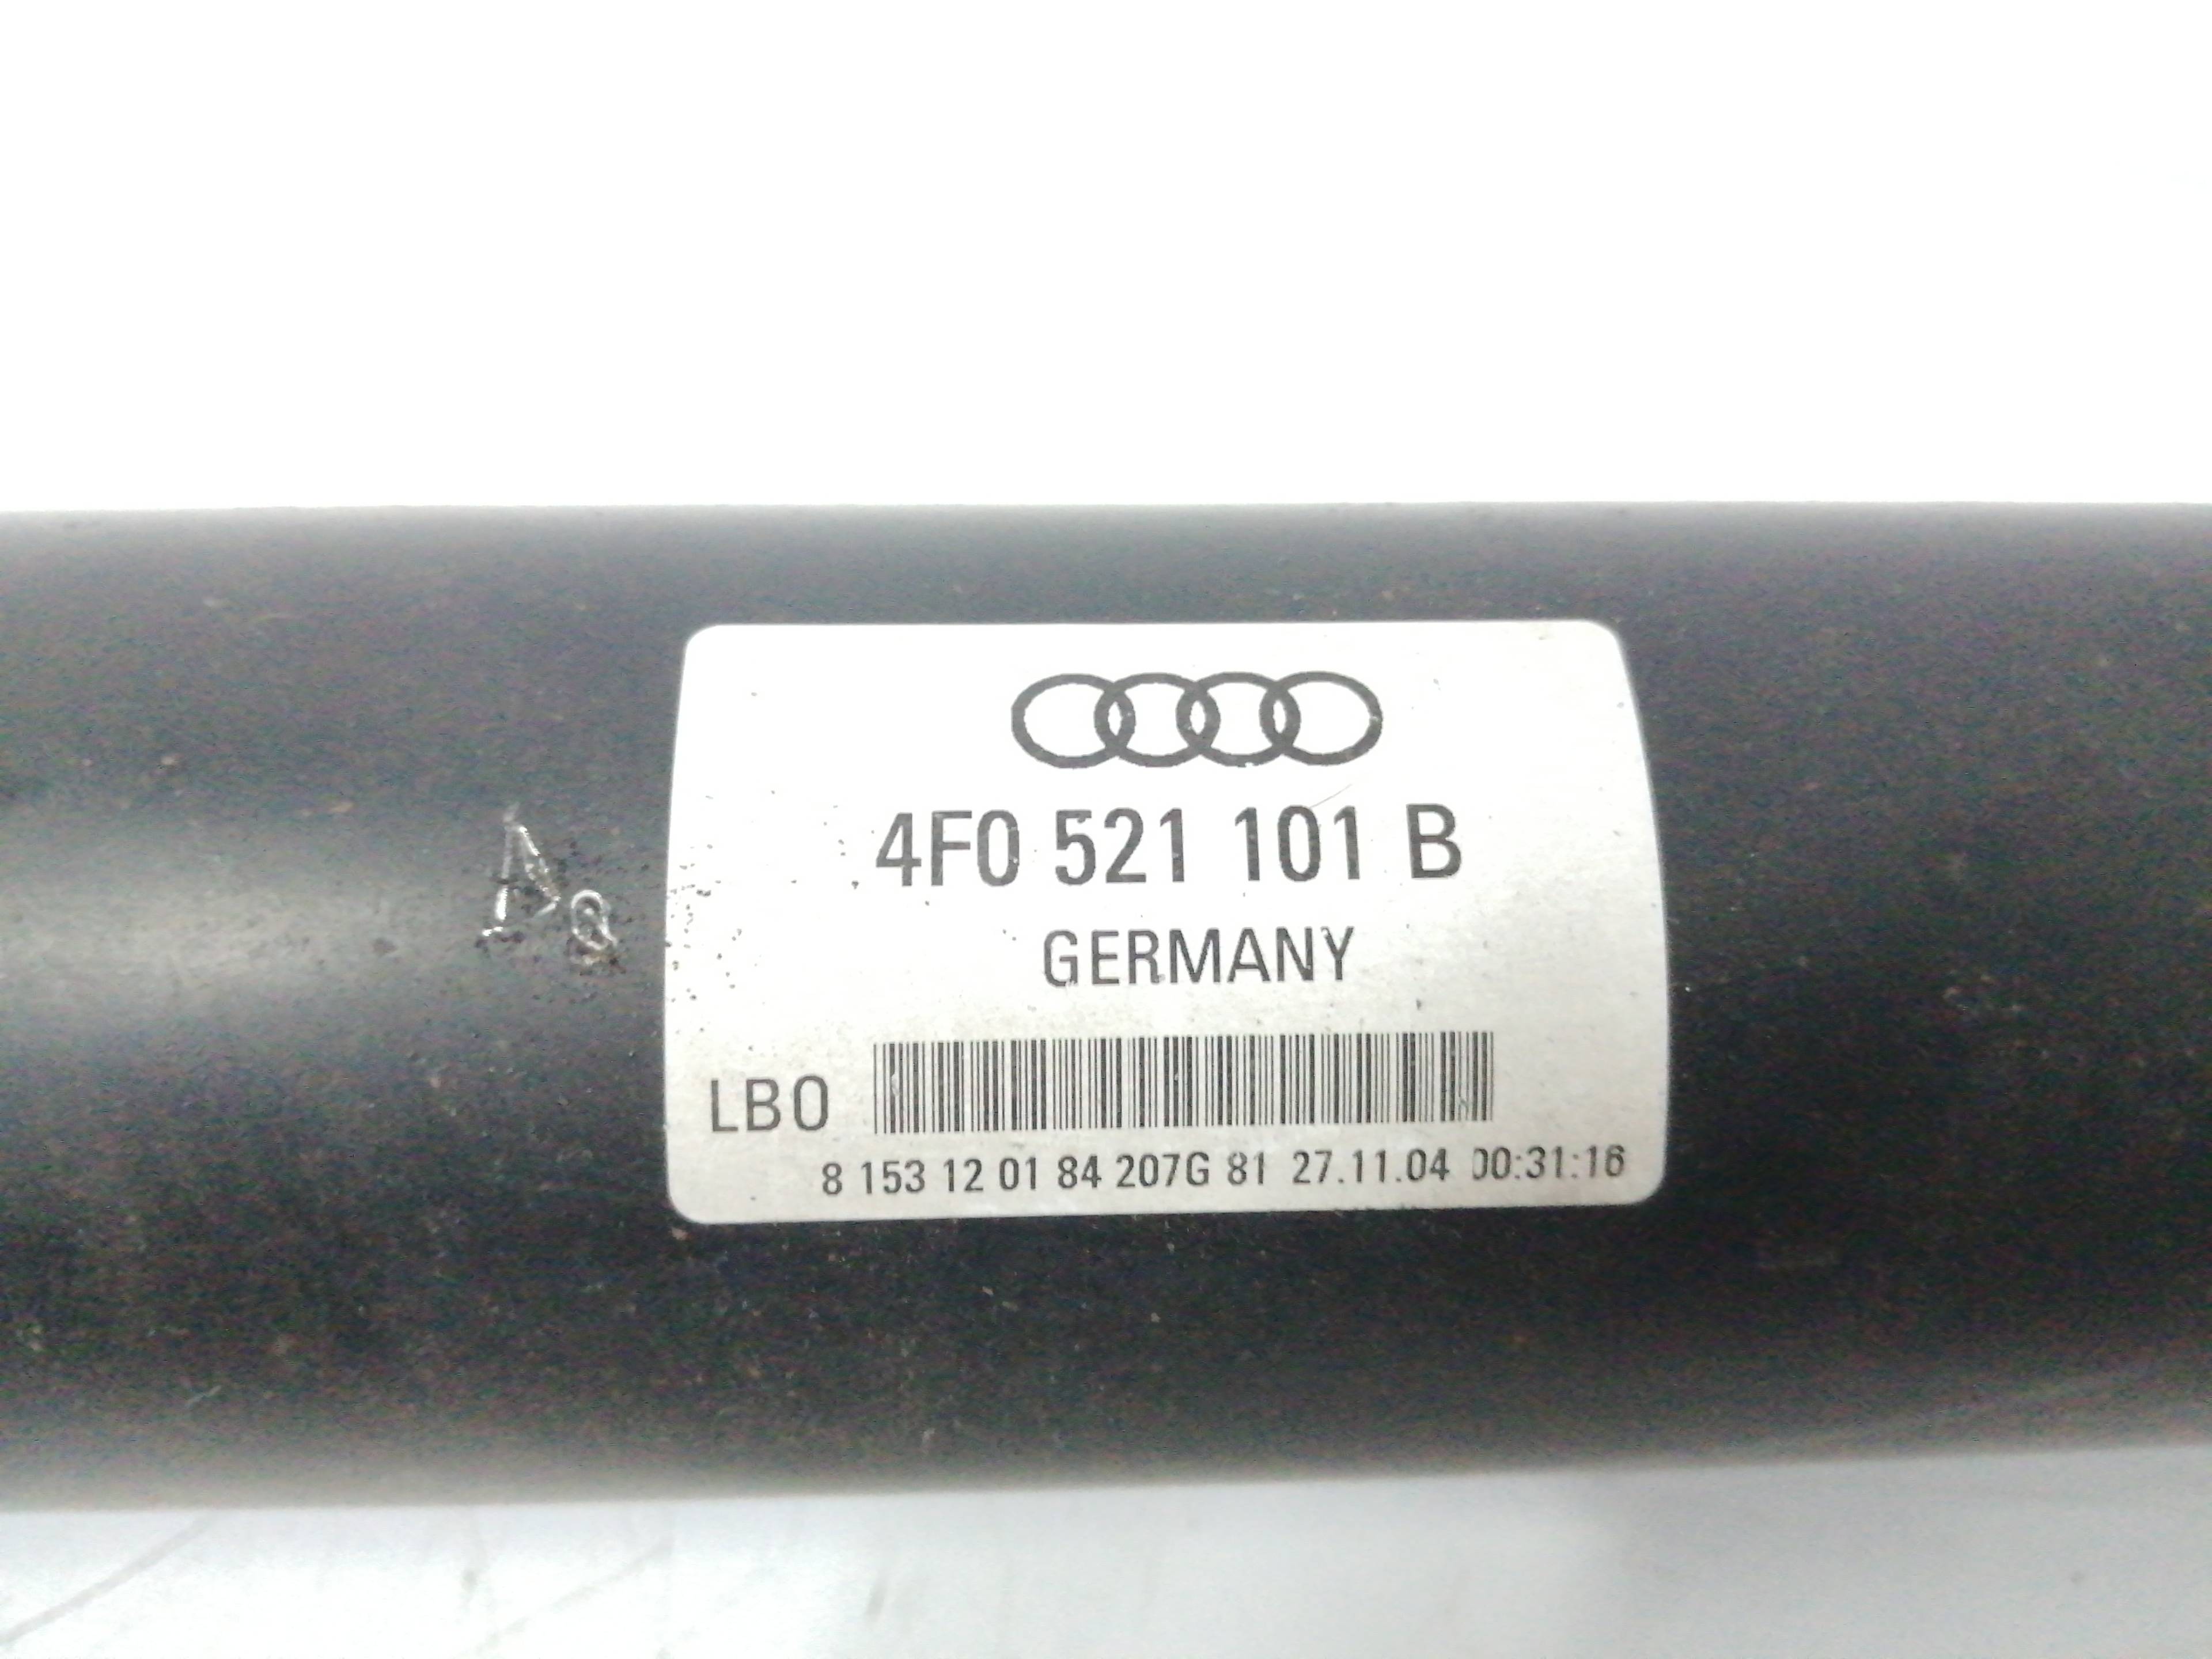 4F0 521 101 B
GERMANY
LBO
8 153 12 01 84 207G 81 27.11.04 00:31:16